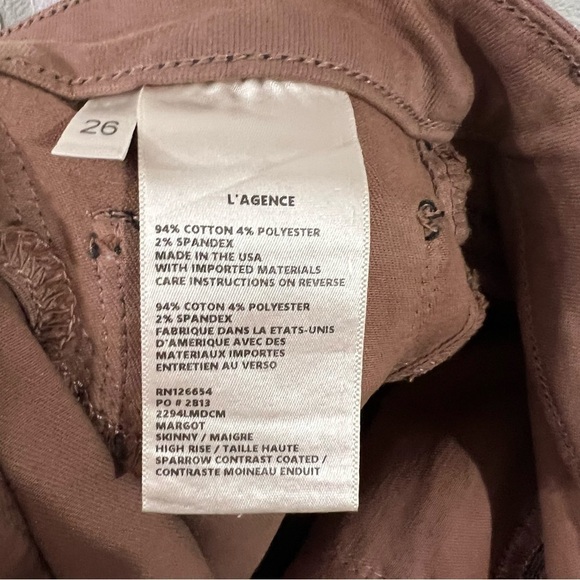 26
L'AGENCE
94% COTTON 4% POLYESTER
2% SPANDEX
MADE IN THE USA
WITH IMPORTED MATERIALS
CARE INSTRUCTIONS ON REVERSE
94% COTON 4% POLYESTER
2% SPANDEX
FABRIQUE DANS LA ETATS-UNIS
D'AMERIQUE AVEC DES
MATERIAUX IMPORTES
ENTRETIEN AU VERSO
RN126654
PO # 2813
2294LMDCM
MARGOT
SKINNY / MAIGRE
HIGH RISE / TAILLE HAUTE
SPARROW CONTRAST COATED /
CONTRASTE MOINEAU ENDUIT